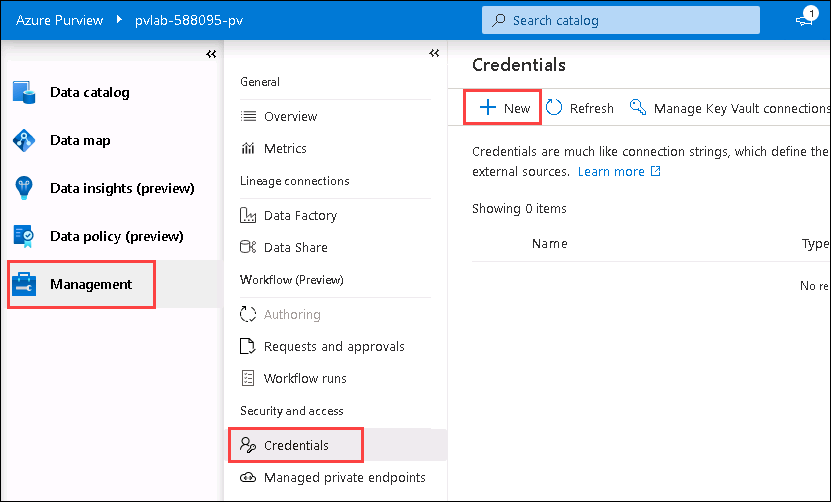 Azure Purview
pvlab-588095-pv
Search catalog
1
Data catalog
Data map
Data insights (preview)
Data policy (preview)
Management
General
Overview
Metrics
Lineage connections
Data Factory
Data Share
Workflow (Preview)
Authoring
Requests and approvals
Workflow runs
Security and access
Credentials
Managed private endpoints
Credentials
New
Refresh
Manage Key Vault connections
Credentials are much like connection strings, which define the
external sources. Learn more
Showing 0 items
Name
Type
No re